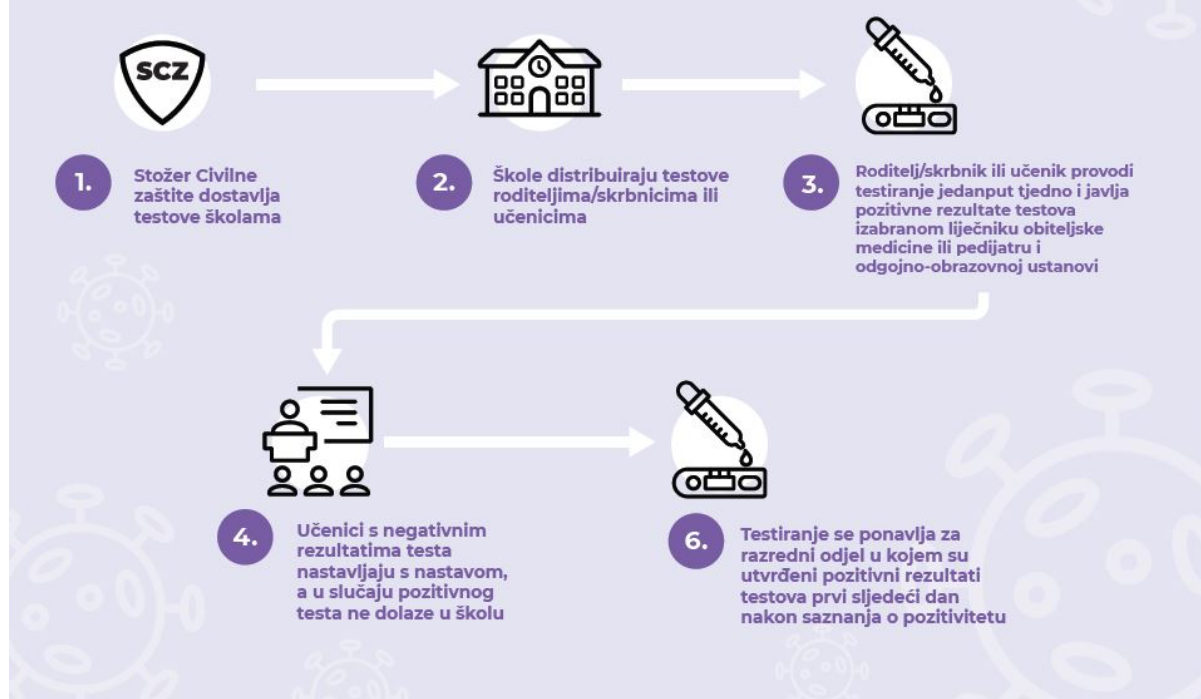 SCZ
1.
Stožer Civilne
zaštite dostavlja
testove školama
2.
Škole distribuiraju testove
roditeljima/skrbnicima ili
učenicima
3.
Roditelj/skrbnik ili učenik provodi
testiranje jedanput tjedno i javlja
pozitivne rezultate testova
izabranom liječniku obiteljske
medicine ili pedijatru i
odgojno-obrazovnoj ustanovi
4.
Učenici s negativnim
rezultatima testa
nastavljaju s nastavom,
a u slučaju pozitivnog
testa ne dolaze u školu
6.
Testiranje se ponavlja za
razredni odjel u kojem su
utvrđeni pozitivni rezultati
testova prvi sljedeći dan
nakon saznanja o pozitivitetu